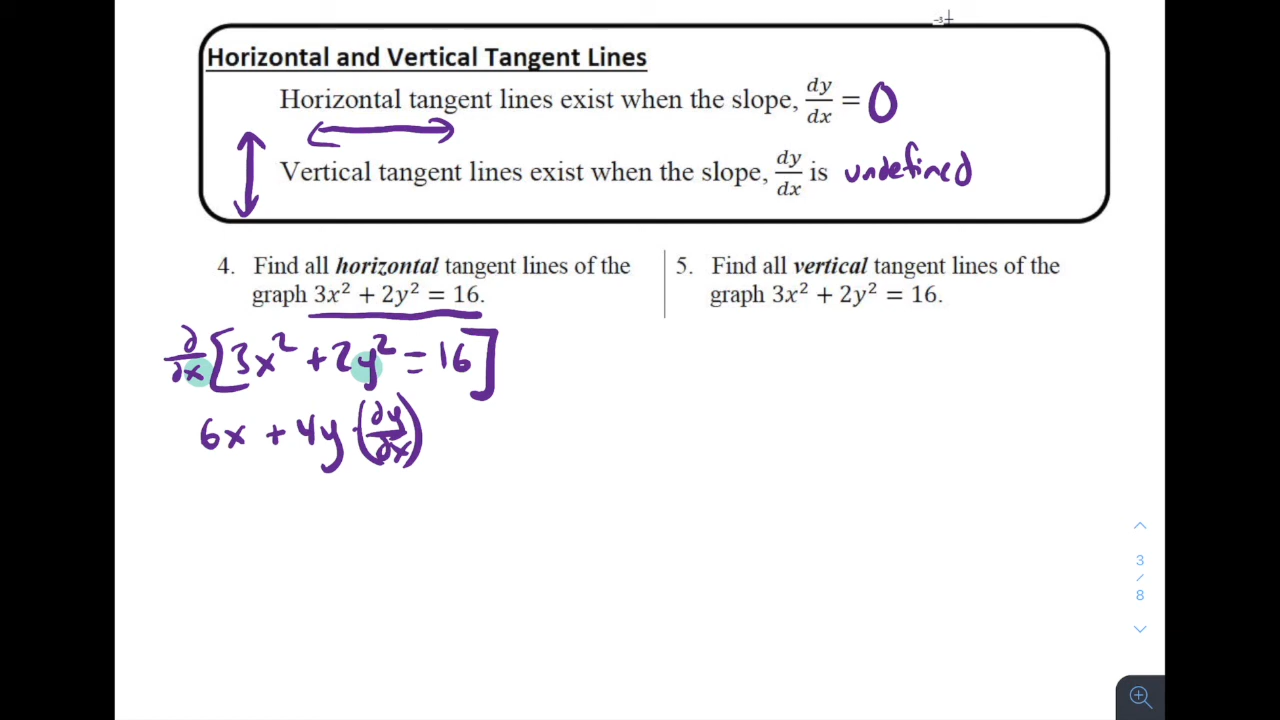 Horizontal and Vertical Tangent Lines
Horizontal tangent lines exist when the slope, dy/dx = 0
Vertical tangent lines exist when the slope, dy/dx is undefined
4. Find all horizontal tangent lines of the
graph 3x² + 2y² = 16.
∂/∂x [3x² + 2y² = 16]
6x + 4y · (∂y/∂x)
5. Find all vertical tangent lines of the
graph 3x² + 2y² = 16.
3
/
8